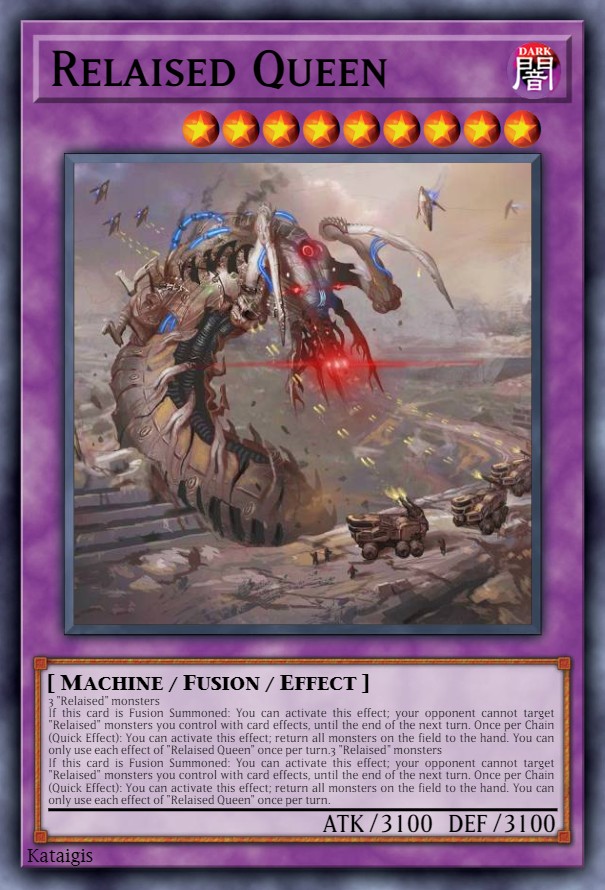 Relaised Queen
DARK
闇
[ Machine / Fusion / Effect ]
3 "Relaised" monsters
If this card is Fusion Summoned: You can activate this effect; your opponent cannot target
"Relaised" monsters you control with card effects, until the end of the next turn. Once per Chain
(Quick Effect): You can activate this effect; return all monsters on the field to the hand. You can
only use each effect of "Relaised Queen" once per turn.3 "Relaised" monsters
If this card is Fusion Summoned: You can activate this effect; your opponent cannot target
"Relaised" monsters you control with card effects, until the end of the next turn. Once per Chain
(Quick Effect): You can activate this effect; return all monsters on the field to the hand. You can
only use each effect of "Relaised Queen" once per turn.
ATK/3100 DEF/3100
Kataigis